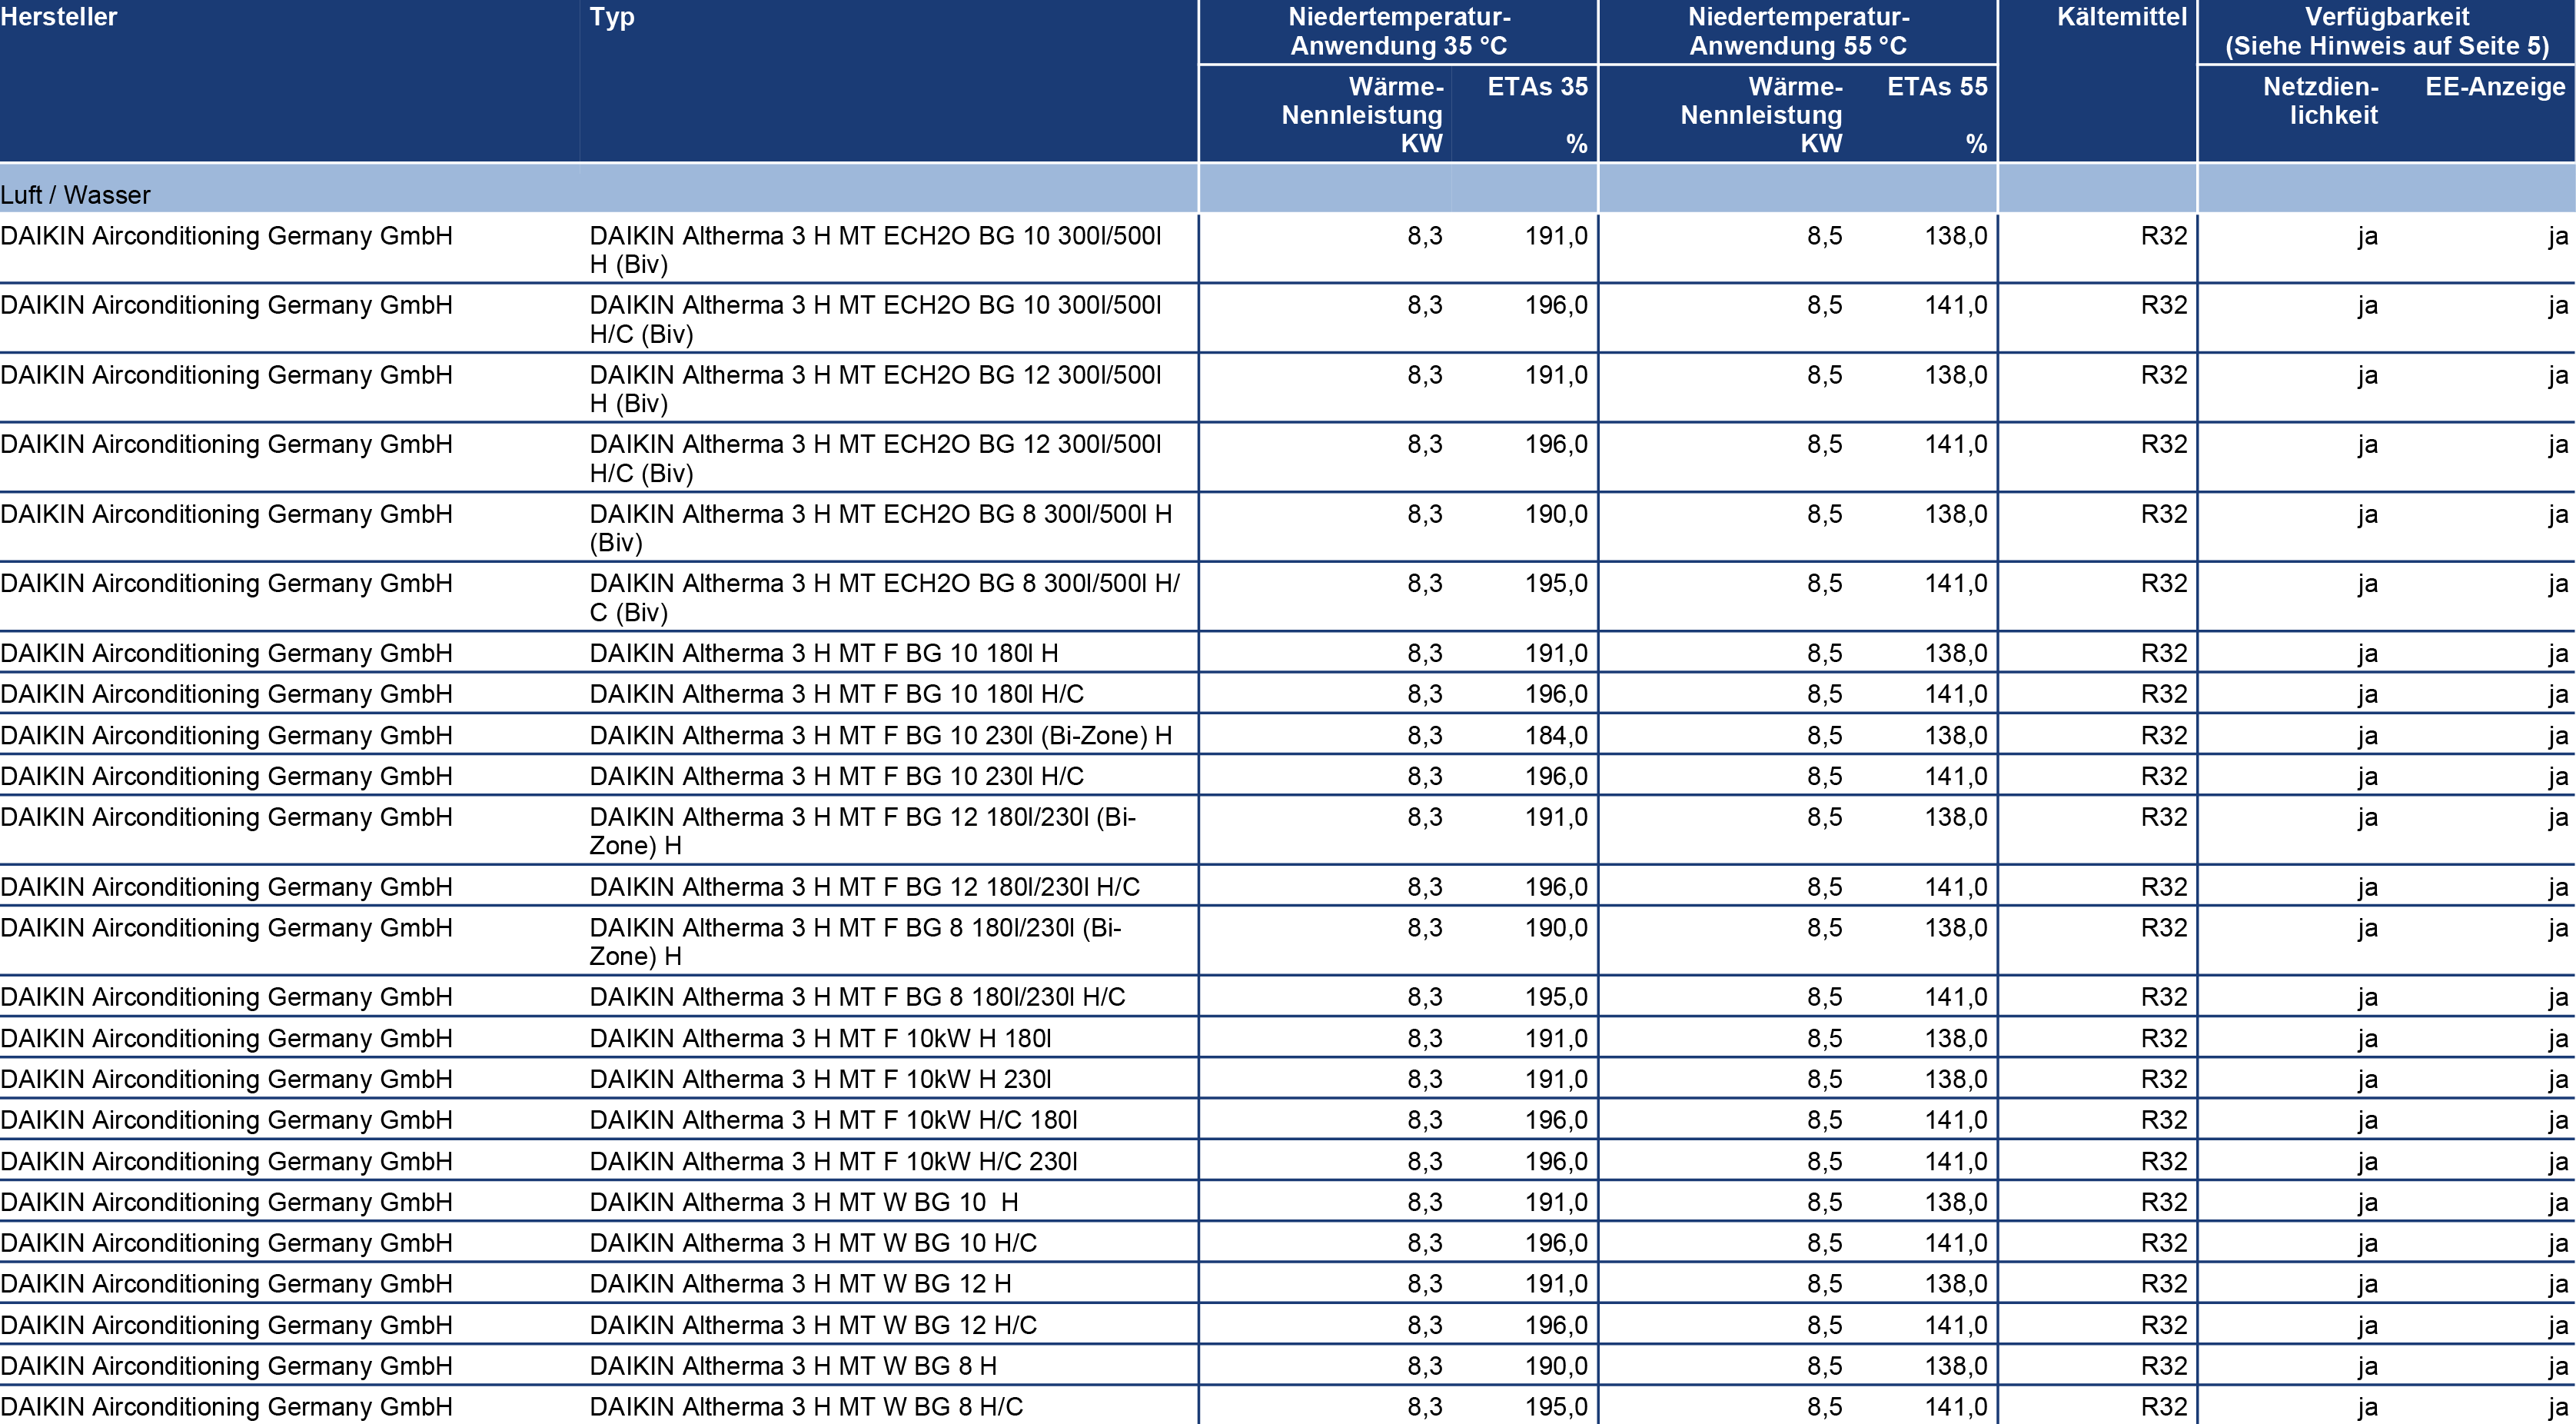 Hersteller Typ Niedertemperatur- Niedertemperatur- Kältemittel Verfügbarkeit
Anwendung 35 °C Anwendung 55 °C (Siehe Hinweis auf Seite 5)
Wärme- ETAs 35 Wärme- ETAs 55 Netzdien- EE-Anzeige
Nennleistung Nennleistung lichkeit
KW % KW %
Luft / Wasser
DAIKIN Airconditioning Germany GmbH DAIKIN Altherma 3 H MT ECH2O BG 10 300l/500l 8,3 191,0 8,5 138,0 R32 ja ja
H (Biv)
DAIKIN Airconditioning Germany GmbH DAIKIN Altherma 3 H MT ECH2O BG 10 300l/500l 8,3 196,0 8,5 141,0 R32 ja ja
H/C (Biv)
DAIKIN Airconditioning Germany GmbH DAIKIN Altherma 3 H MT ECH2O BG 12 300l/500l 8,3 191,0 8,5 138,0 R32 ja ja
H (Biv)
DAIKIN Airconditioning Germany GmbH DAIKIN Altherma 3 H MT ECH2O BG 12 300l/500l 8,3 196,0 8,5 141,0 R32 ja ja
H/C (Biv)
DAIKIN Airconditioning Germany GmbH DAIKIN Altherma 3 H MT ECH2O BG 8 300l/500l H 8,3 190,0 8,5 138,0 R32 ja ja
(Biv)
DAIKIN Airconditioning Germany GmbH DAIKIN Altherma 3 H MT ECH2O BG 8 300l/500l H/ 8,3 195,0 8,5 141,0 R32 ja ja
C (Biv)
DAIKIN Airconditioning Germany GmbH DAIKIN Altherma 3 H MT F BG 10 180l H 8,3 191,0 8,5 138,0 R32 ja ja
DAIKIN Airconditioning Germany GmbH DAIKIN Altherma 3 H MT F BG 10 180l H/C 8,3 196,0 8,5 141,0 R32 ja ja
DAIKIN Airconditioning Germany GmbH DAIKIN Altherma 3 H MT F BG 10 230l (Bi-Zone) H 8,3 184,0 8,5 138,0 R32 ja ja
DAIKIN Airconditioning Germany GmbH DAIKIN Altherma 3 H MT F BG 10 230l H/C 8,3 196,0 8,5 141,0 R32 ja ja
DAIKIN Airconditioning Germany GmbH DAIKIN Altherma 3 H MT F BG 12 180l/230l (Bi- 8,3 191,0 8,5 138,0 R32 ja ja
Zone) H
DAIKIN Airconditioning Germany GmbH DAIKIN Altherma 3 H MT F BG 12 180l/230l H/C 8,3 196,0 8,5 141,0 R32 ja ja
DAIKIN Airconditioning Germany GmbH DAIKIN Altherma 3 H MT F BG 8 180l/230l (Bi- 8,3 190,0 8,5 138,0 R32 ja ja
Zone) H
DAIKIN Airconditioning Germany GmbH DAIKIN Altherma 3 H MT F BG 8 180l/230l H/C 8,3 195,0 8,5 141,0 R32 ja ja
DAIKIN Airconditioning Germany GmbH DAIKIN Altherma 3 H MT F 10kW H 180l 8,3 191,0 8,5 138,0 R32 ja ja
DAIKIN Airconditioning Germany GmbH DAIKIN Altherma 3 H MT F 10kW H 230l 8,3 191,0 8,5 138,0 R32 ja ja
DAIKIN Airconditioning Germany GmbH DAIKIN Altherma 3 H MT F 10kW H/C 180l 8,3 196,0 8,5 141,0 R32 ja ja
DAIKIN Airconditioning Germany GmbH DAIKIN Altherma 3 H MT F 10kW H/C 230l 8,3 196,0 8,5 141,0 R32 ja ja
DAIKIN Airconditioning Germany GmbH DAIKIN Altherma 3 H MT W BG 10  H 8,3 191,0 8,5 138,0 R32 ja ja
DAIKIN Airconditioning Germany GmbH DAIKIN Altherma 3 H MT W BG 10 H/C 8,3 196,0 8,5 141,0 R32 ja ja
DAIKIN Airconditioning Germany GmbH DAIKIN Altherma 3 H MT W BG 12 H 8,3 191,0 8,5 138,0 R32 ja ja
DAIKIN Airconditioning Germany GmbH DAIKIN Altherma 3 H MT W BG 12 H/C 8,3 196,0 8,5 141,0 R32 ja ja
DAIKIN Airconditioning Germany GmbH DAIKIN Altherma 3 H MT W BG 8 H 8,3 190,0 8,5 138,0 R32 ja ja
DAIKIN Airconditioning Germany GmbH DAIKIN Altherma 3 H MT W BG 8 H/C 8,3 195,0 8,5 141,0 R32 ja ja